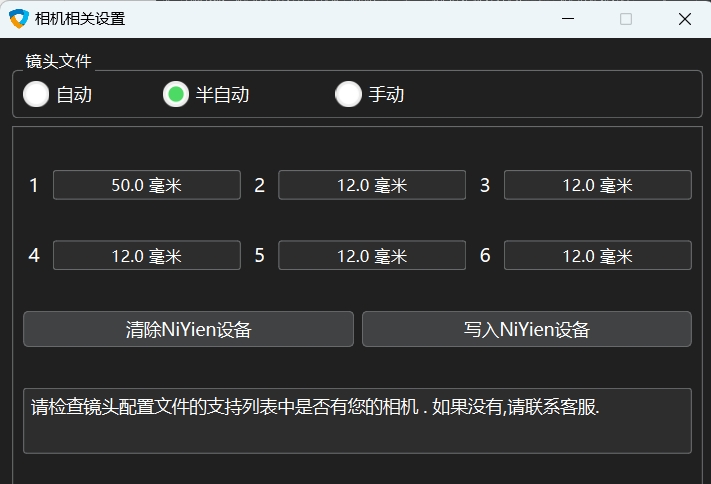 相机相关设置
镜头文件
自动 半自动 手动
1 50.0 毫米 2 12.0 毫米 3 12.0 毫米
4 12.0 毫米 5 12.0 毫米 6 12.0 毫米
清除NiYien设备 写入NiYien设备
请检查镜头配置文件的支持列表中是否有您的相机 . 如果没有,请联系客服.